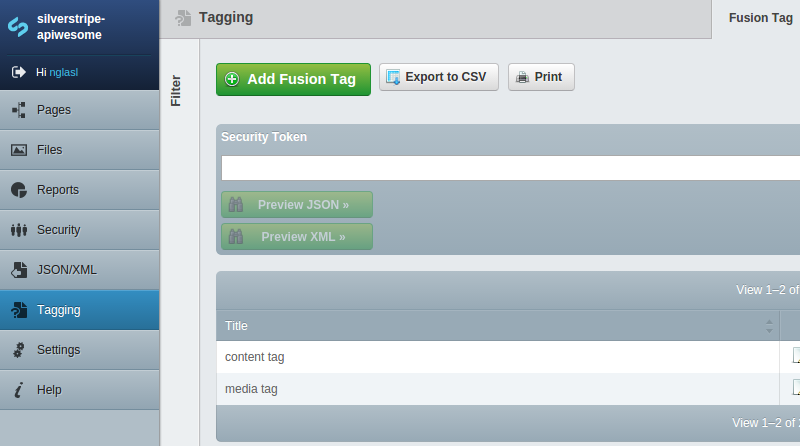 silverstripe-
apiwesome
Hi nglasl
Pages
Files
Reports
Security
JSON/XML
Tagging
Settings
Help
Tagging
Fusion Tag
Filter
Add Fusion Tag
Export to CSV
Print
Security Token
Preview JSON »
Preview XML »
View 1–2 of
Title
content tag
media tag
View 1–2 of